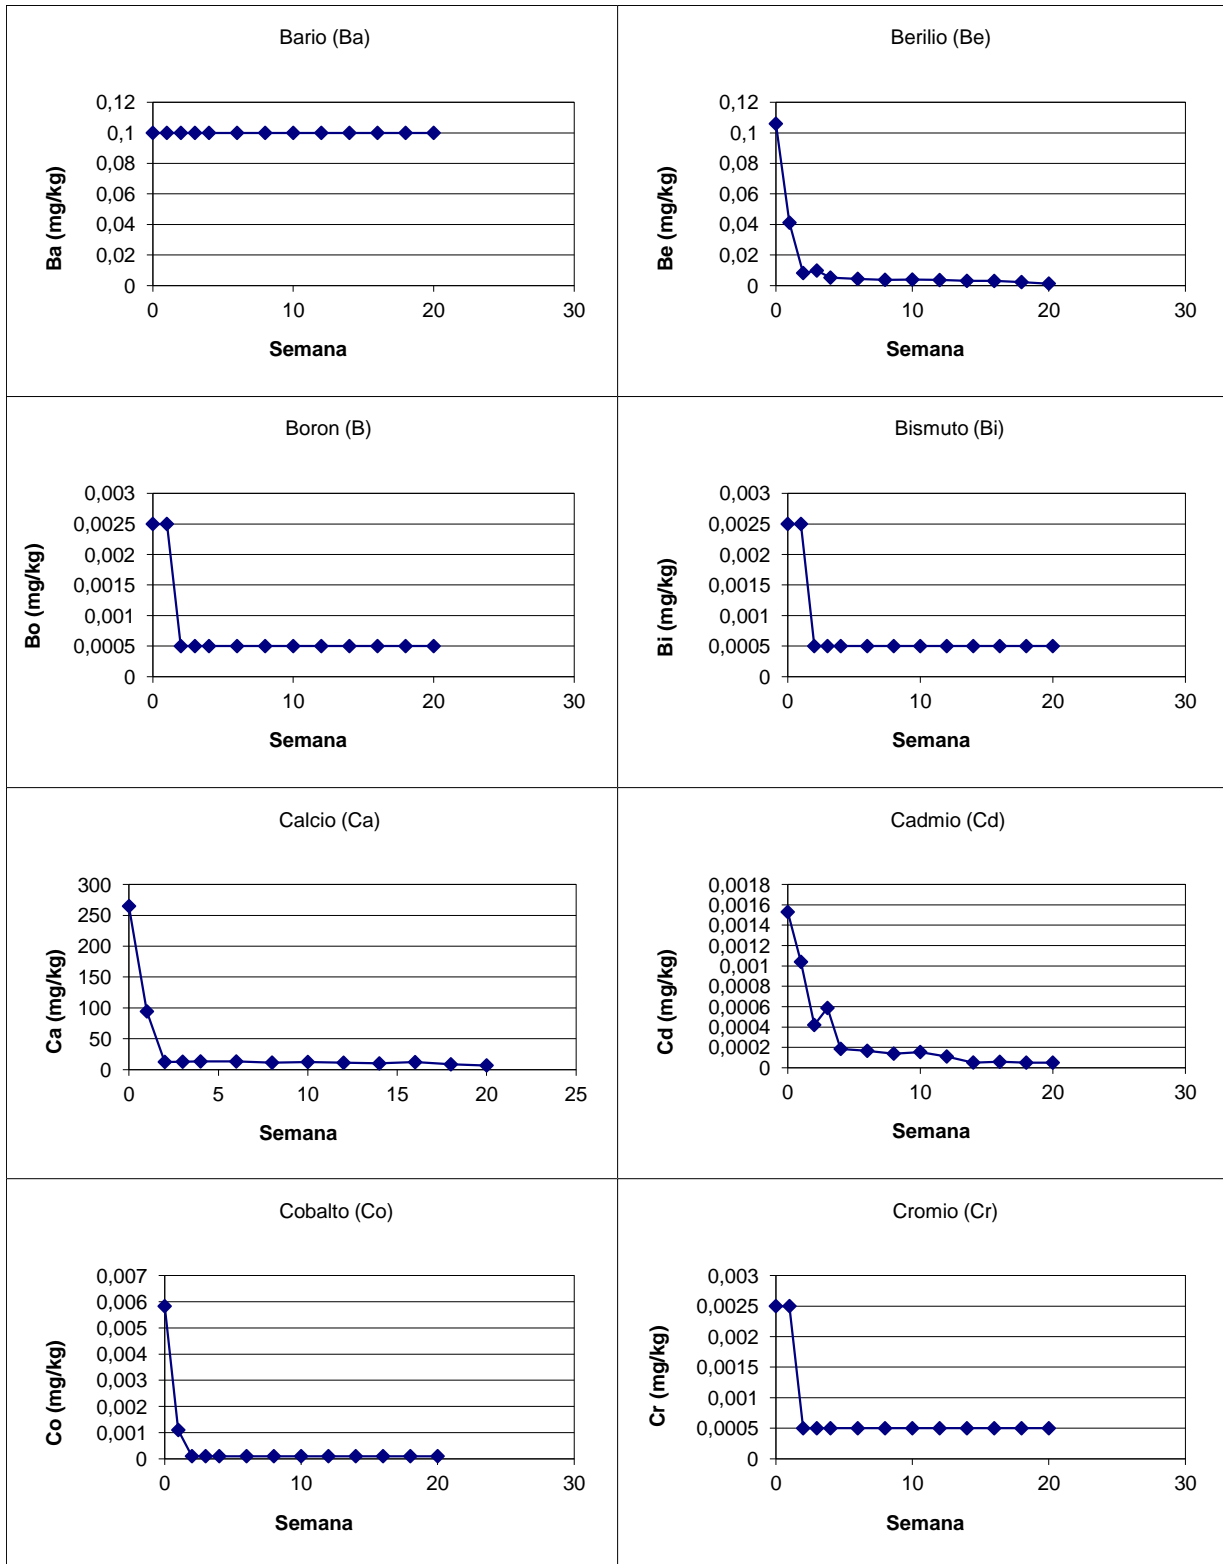 Bario (Ba)
0,12
0,1
0,08
0,06
0,04
0,02
0
0 10 20 30
Ba (mg/kg)
Semana
Berilio (Be)
0,12
0,1
0,08
0,06
0,04
0,02
0
0 10 20 30
Be (mg/kg)
Semana
Boron (B)
0,003
0,0025
0,002
0,0015
0,001
0,0005
0
0 10 20 30
Bo (mg/kg)
Semana
Bismuto (Bi)
0,003
0,0025
0,002
0,0015
0,001
0,0005
0
0 10 20 30
Bi (mg/kg)
Semana
Calcio (Ca)
300
250
200
150
100
50
0
0 5 10 15 20 25
Ca (mg/kg)
Semana
Cadmio (Cd)
0,0018
0,0016
0,0014
0,0012
0,001
0,0008
0,0006
0,0004
0,0002
0
0 10 20 30
Cd (mg/kg)
Semana
Cobalto (Co)
0,007
0,006
0,005
0,004
0,003
0,002
0,001
0
0 10 20 30
Co (mg/kg)
Semana
Cromio (Cr)
0,003
0,0025
0,002
0,0015
0,001
0,0005
0
0 10 20 30
Cr (mg/kg)
Semana